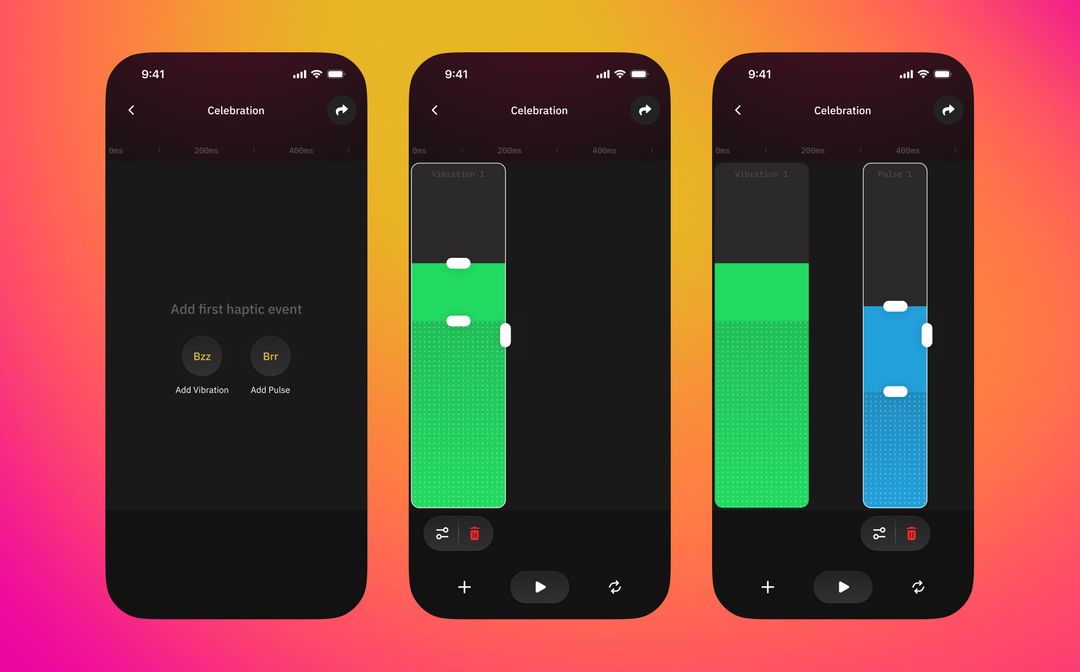 9:41
Celebration
0ms 200ms 400ms
Add first haptic event
Bzz Brr
Add Vibration Add Pulse
9:41
Celebration
0ms 200ms 400ms
Vibration 1
9:41
Celebration
0ms 200ms 400ms
Vibration 1 Pulse 1